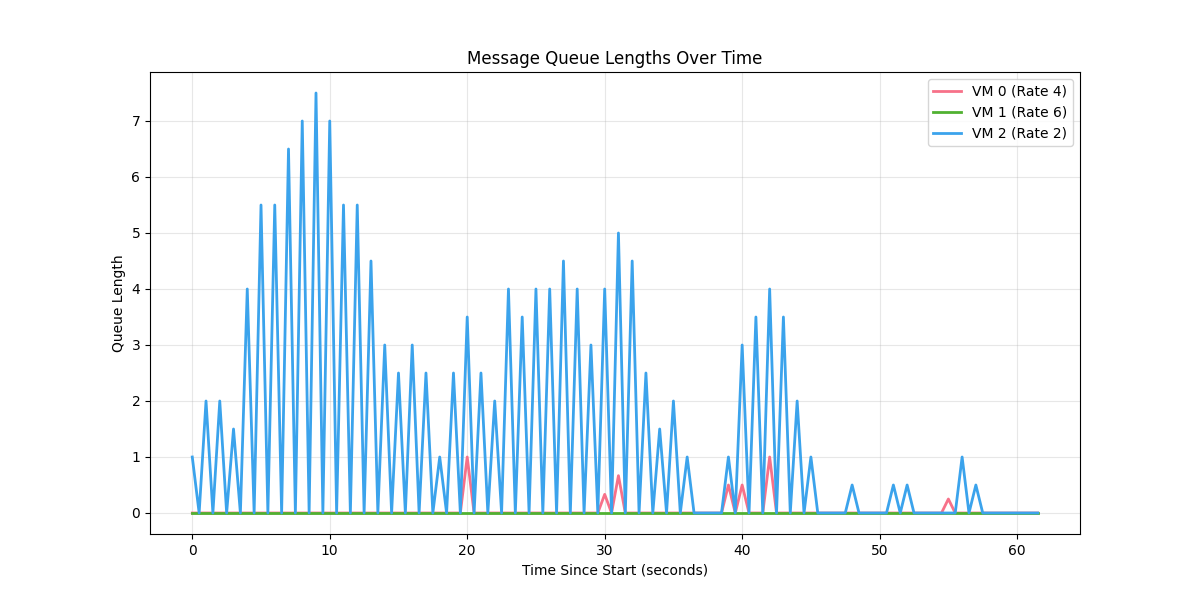 Message Queue Lengths Over Time
VM 0 (Rate 4)
VM 1 (Rate 6)
VM 2 (Rate 2)
Queue Length
7
6
5
4
3
2
1
0
0 10 20 30 40 50 60
Time Since Start (seconds)